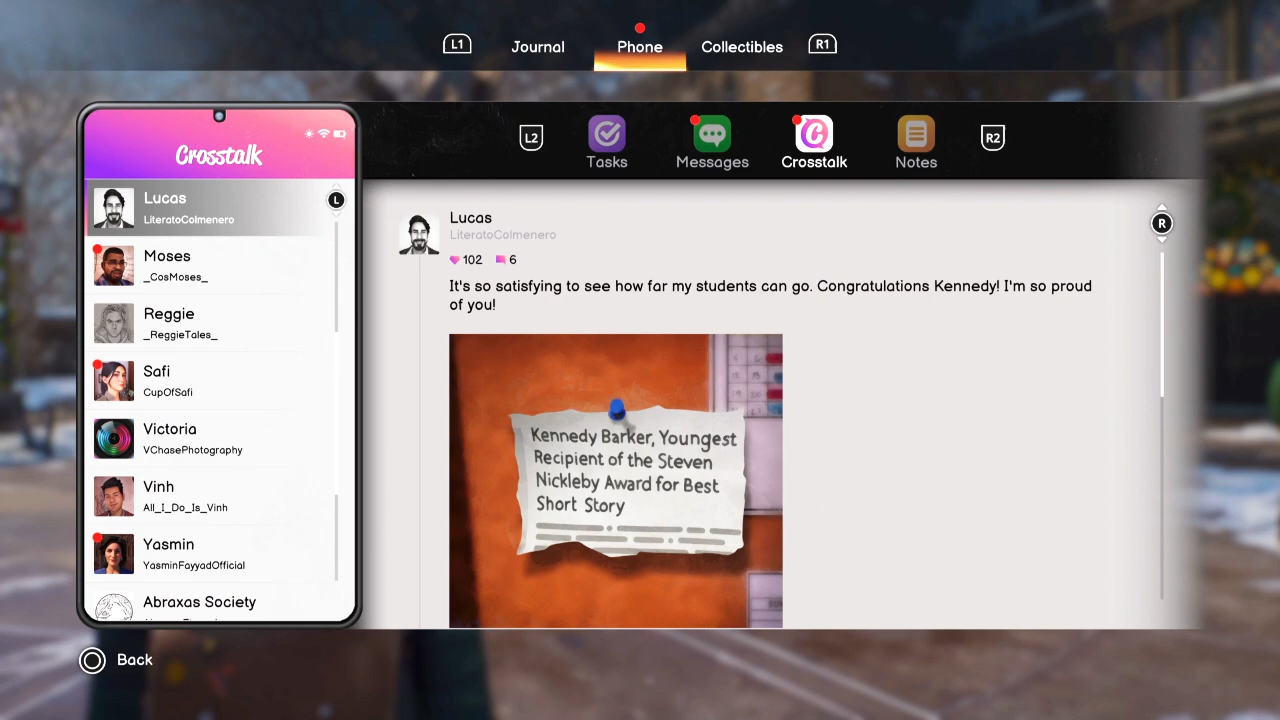 L1
Journal
Phone
Collectibles
R1
L2
Tasks
Messages
Crosstalk
Notes
R2
Crosstalk
Lucas
LiteratoColmenero
L
Moses
_CosMoses_
Reggie
_ReggieTales_
Safi
CupOfSafi
Victoria
VChasePhotography
Vinh
All_I_Do_Is_Vinh
Yasmin
YasminFayyadOfficial
Abraxas Society
Lucas
LiteratoColmenero
102 6
R
It's so satisfying to see how far my students can go. Congratulations Kennedy! I'm so proud
of you!
Kennedy Barker, Youngest
Recipient of the Steven
Nickleby Award for Best
Short Story
Back